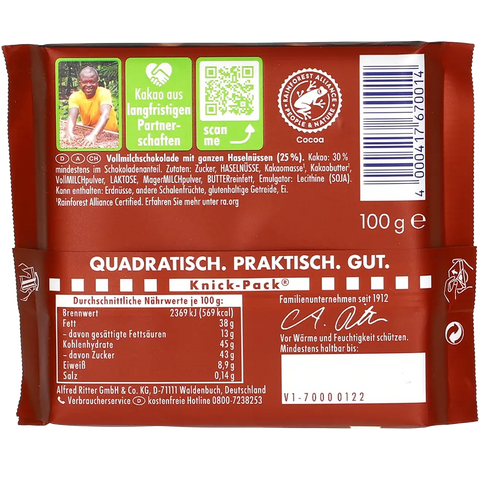 Kakao aus
langfristigen
Partner-
schaften
scan
me
RAINFOREST ALLIANCE
PEOPLE & NATURE
Cocoa
4 000417 670014
100 g e
D A CH Vollmilchschokolade mit ganzen Haselnüssen (25 %). Kakao: 30 %
mindestens im Schokoladenanteil. Zutaten: Zucker, HASELNÜSSE, Kakaomasse¹, Kakaobutter¹,
VollMILCHpulver, LAKTOSE, MagerMILCHpulver, BUTTERreinfett, Emulgator: Lecithine (SOJA).
Kann enthalten: Erdnüsse, andere Schalenfrüchte, glutenhaltige Getreide, Ei.
¹Rainforest Alliance Certified. Erfahren Sie mehr unter ra.org
QUADRATISCH. PRAKTISCH. GUT.
Knick-Pack®
Durchschnittliche Nährwerte je 100 g:
Brennwert 2369 kJ (569 kcal)
Fett 38 g
– davon gesättigte Fettsäuren 13 g
Kohlenhydrate 45 g
– davon Zucker 43 g
Eiweiß 8,9 g
Salz 0,14 g
Alfred Ritter GmbH & Co. KG, D-71111 Waldenbuch, Deutschland
Verbraucherservice D kostenfreie Hotline 0800-7238253
Familienunternehmen seit 1912
Vor Wärme und Feuchtigkeit schützen.
Mindestens haltbar bis:
V1-7000 0122